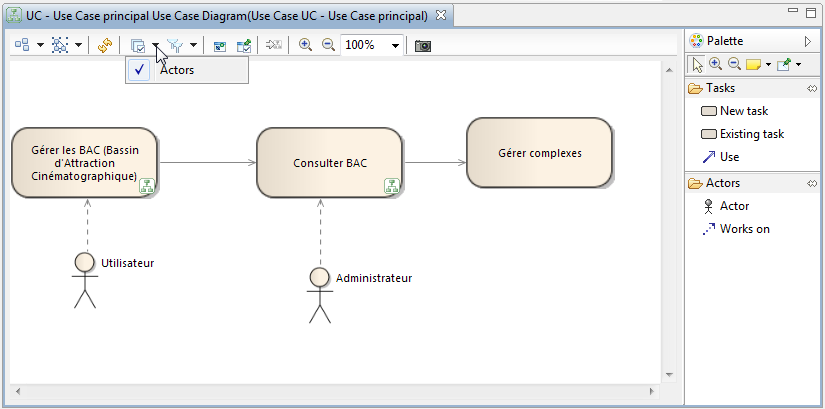 UC - Use Case principal Use Case Diagram(Use Case UC - Use Case principal)
100%
Actors
Gérer les BAC (Bassin
d'Attraction
Cinématographique)
Consulter BAC
Gérer complexes
Utilisateur
Administrateur
Palette
Tasks
New task
Existing task
Use
Actors
Actor
Works on